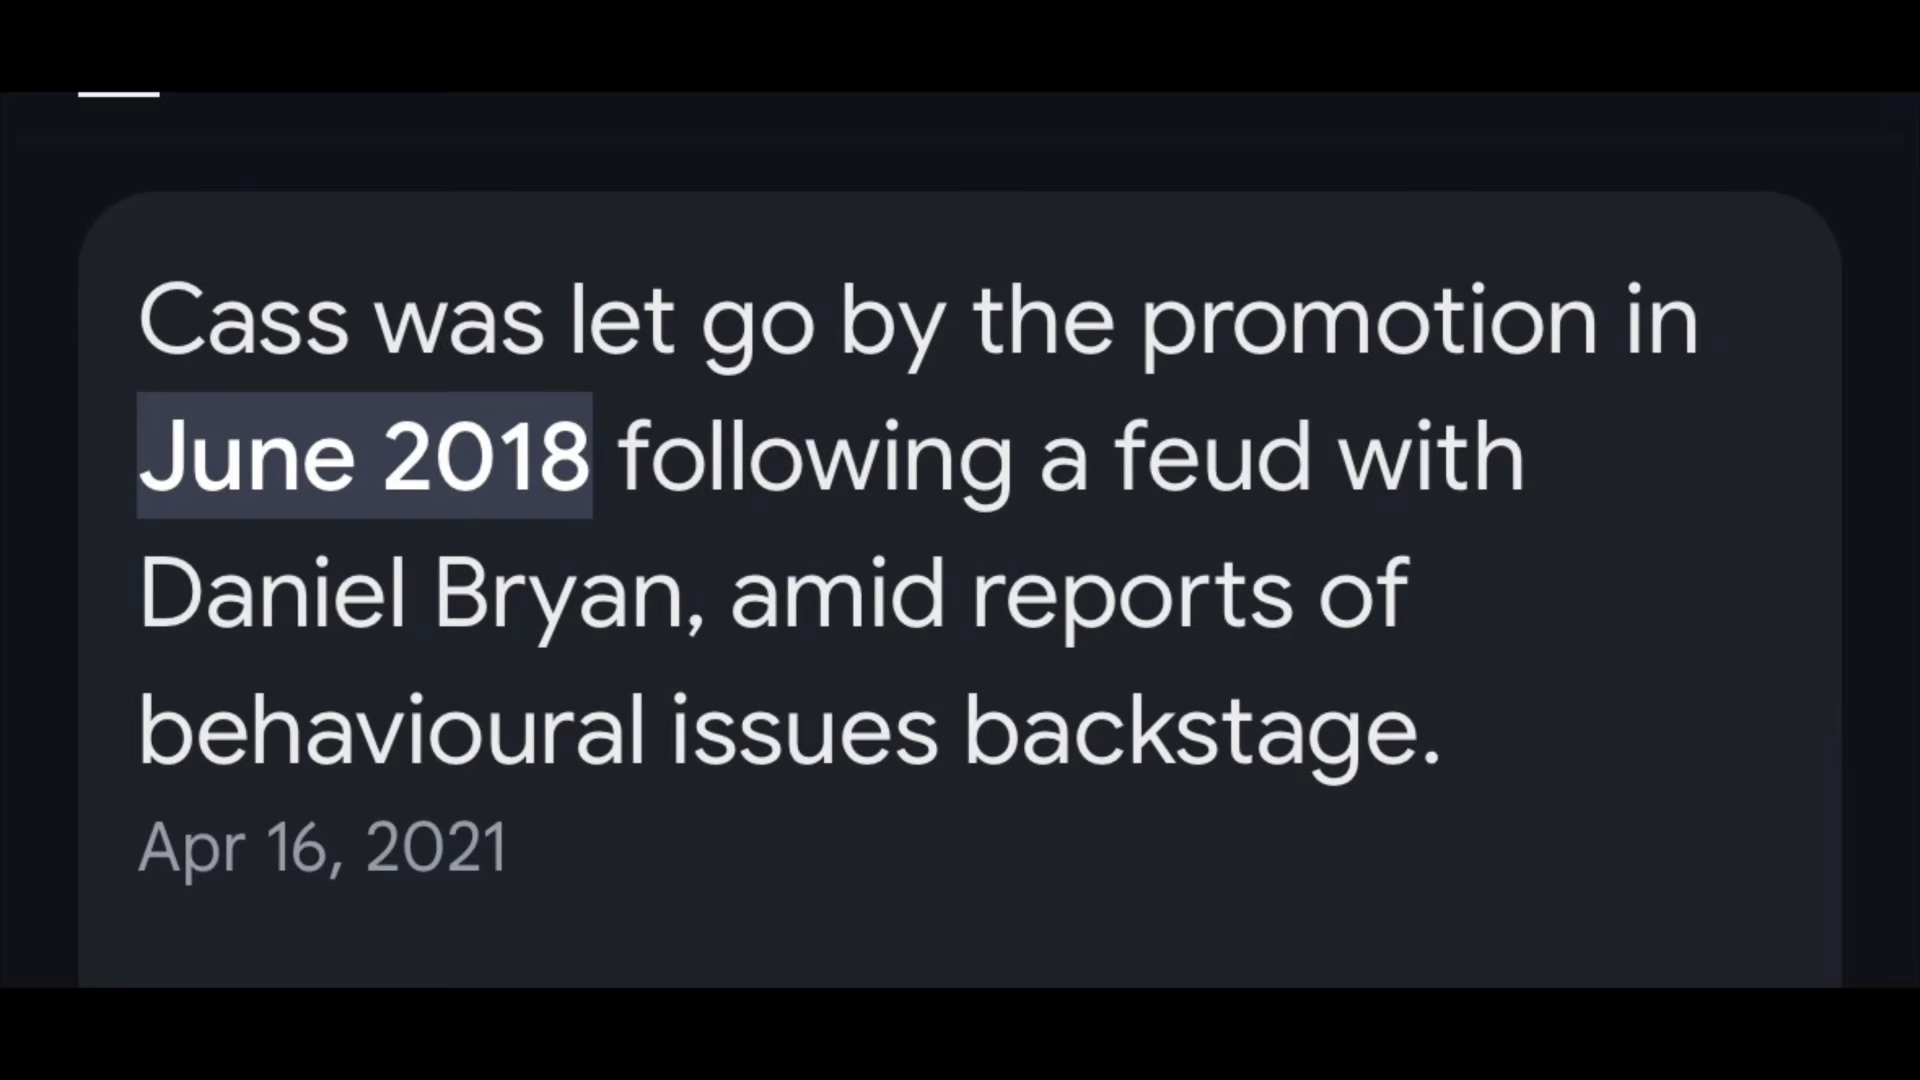 Cass was let go by the promotion in
June 2018 following a feud with
Daniel Bryan, amid reports of
behavioural issues backstage.
Apr 16, 2021